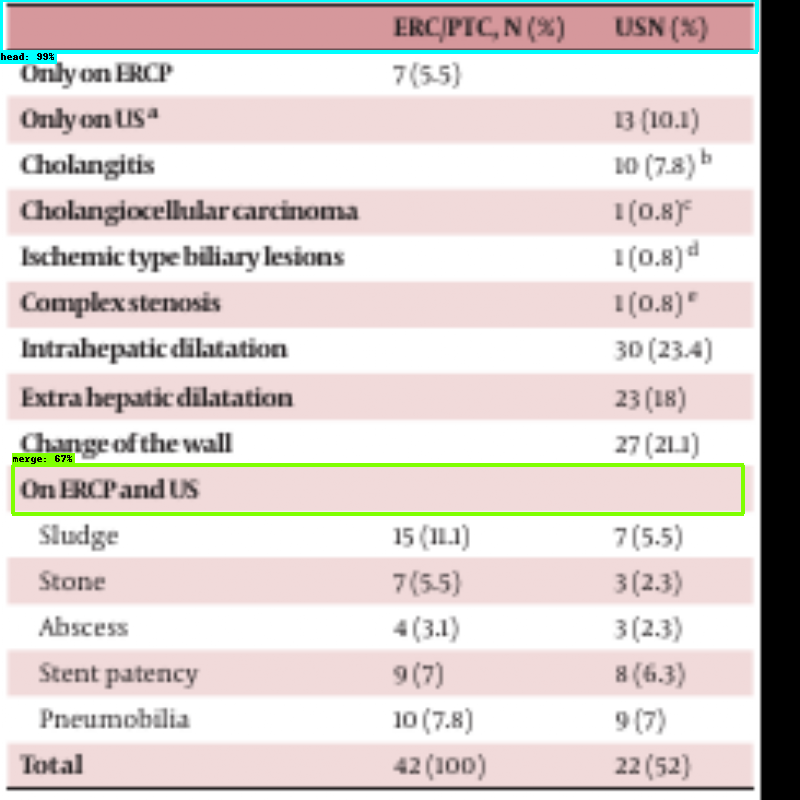 ERC/PTC, N (%) USN (%)
head: 99%
Only on ERCP 7 (5.5)
Only on US a 13 (10.1)
Cholangitis 10 (7.8) b
Cholangiocellular carcinoma 1 (0.8) c
Ischemic type biliary lesions 1 (0.8) d
Complex stenosis 1 (0.8) e
Intrahepatic dilatation 30 (23.4)
Extra hepatic dilatation 23 (18)
Change of the wall 27 (21.1)
merge: 67%
On ERCP and US
Sludge 15 (11.1) 7 (5.5)
Stone 7 (5.5) 3 (2.3)
Abscess 4 (3.1) 3 (2.3)
Stent patency 9 (7) 8 (6.3)
Pneumobilia 10 (7.8) 9 (7)
Total 42 (100) 22 (52)